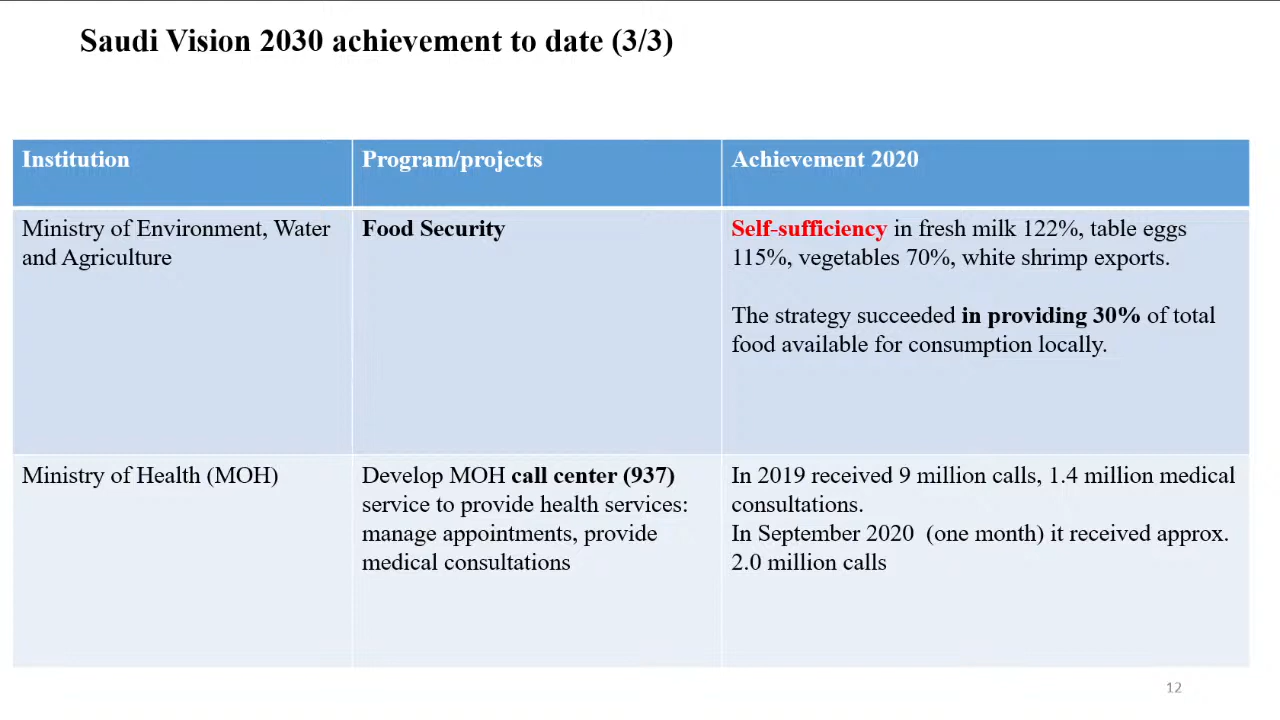 Saudi Vision 2030 achievement to date (3/3)
Institution
Program/projects
Achievement 2020
Ministry of Environment, Water
and Agriculture
Food Security
Self-sufficiency in fresh milk 122%, table eggs
115%, vegetables 70%, white shrimp exports.
The strategy succeeded in providing 30% of total
food available for consumption locally.
Ministry of Health (MOH)
Develop MOH call center (937)
service to provide health services:
manage appointments, provide
medical consultations
In 2019 received 9 million calls, 1.4 million medical
consultations.
In September 2020 (one month) it received approx.
2.0 million calls
12